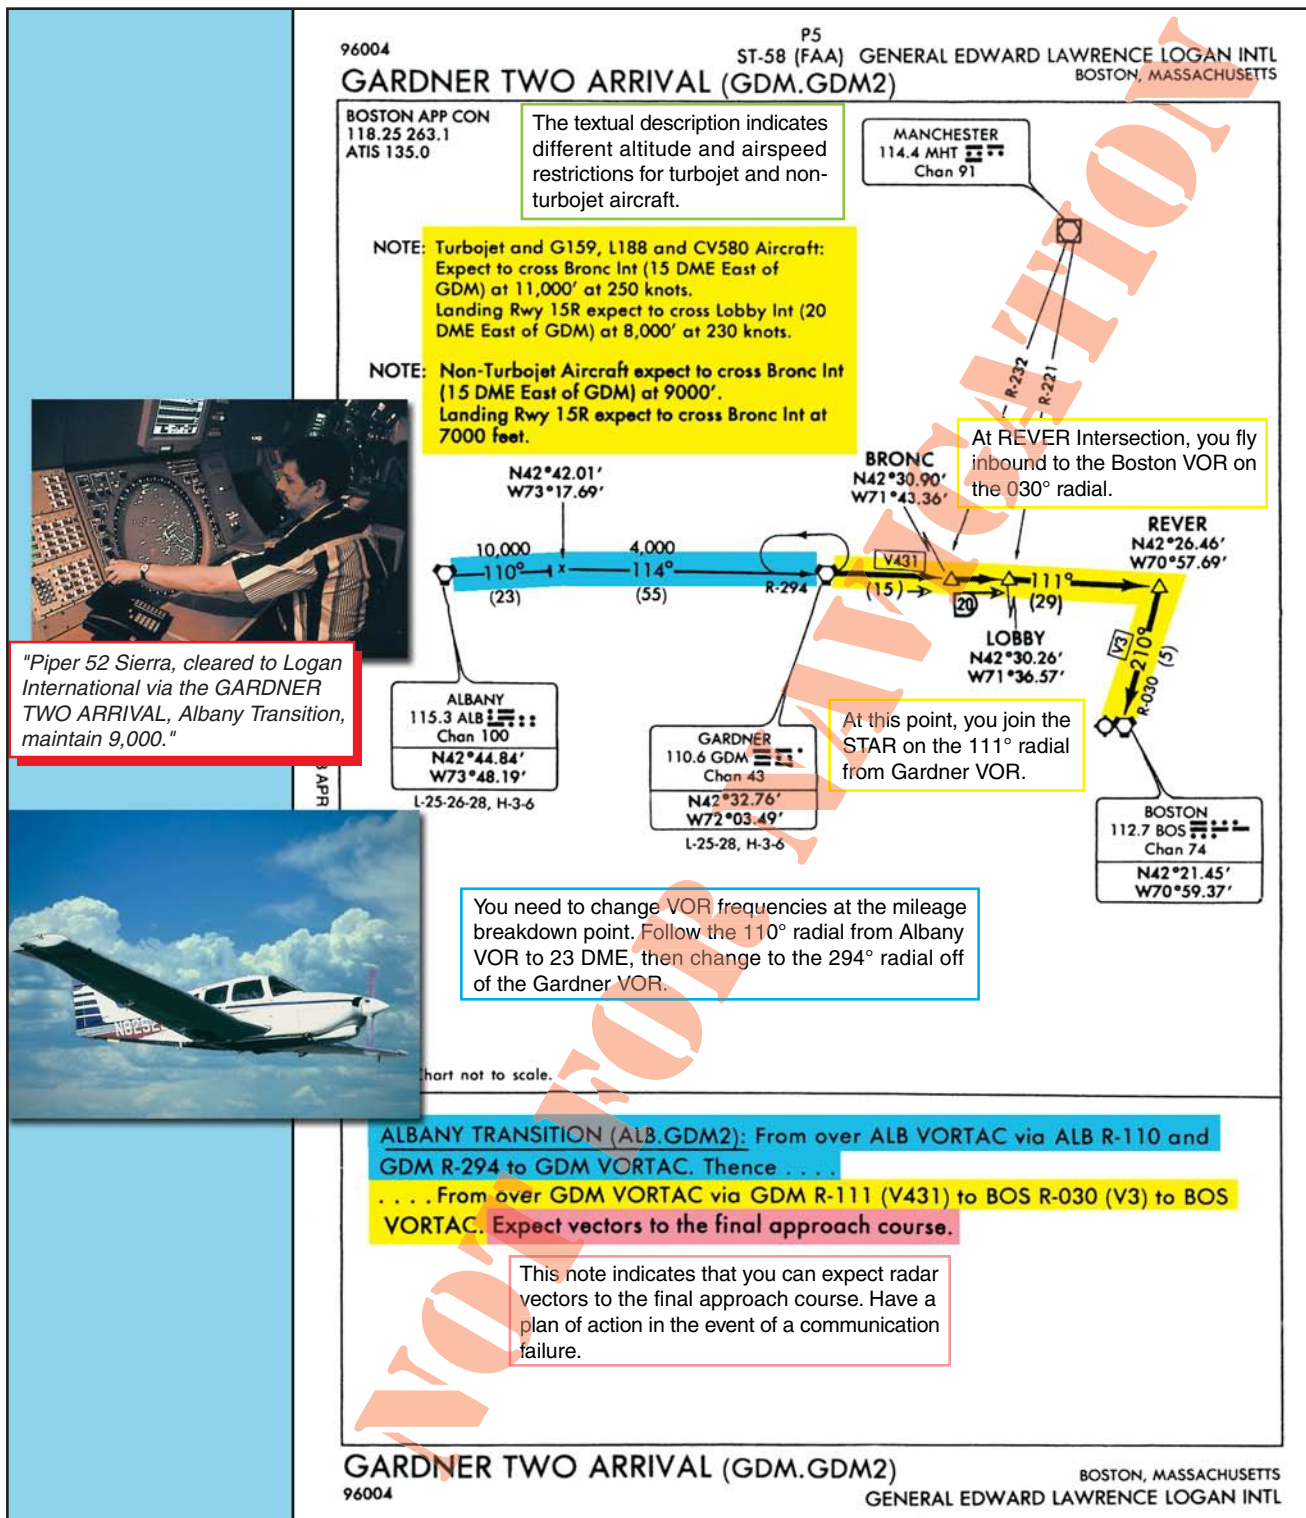 96004
P5
ST-58 (FAA) GENERAL EDWARD LAWRENCE LOGAN INTL
GARDNER TWO ARRIVAL (GDM.GDM2)
BOSTON, MASSACHUSETTS
BOSTON APP CON
118.25 263.1
ATIS 135.0
The textual description indicates
different altitude and airspeed
restrictions for turbojet and non-
turbojet aircraft.
MANCHESTER
114.4 MHT
Chan 91
NOTE: Turbojet and G159, L188 and CV580 Aircraft:
Expect to cross Bronc Int (15 DME East of
GDM) at 11,000' at 250 knots.
Landing Rwy 15R expect to cross Lobby Int (20
DME East of GDM) at 8,000' at 230 knots.
NOTE: Non-Turbojet Aircraft expect to cross Bronc Int
(15 DME East of GDM) at 9000'.
Landing Rwy 15R expect to cross Bronc Int at
7000 feet.
R-232
R-221
At REVER Intersection, you fly
inbound to the Boston VOR on
the 030° radial.
N42°42.01'
W73°17.69'
BRONC
N42°30.90'
W71°43.36'
REVER
N42°26.46'
W70°57.69'
10,000
110°
(23)
x
4,000
114°
(55)
R-294
V431
(15)
20
111°
(29)
LOBBY
N42°30.26'
W71°36.57'
V3
210°
(5)
R-030
"Piper 52 Sierra, cleared to Logan
International via the GARDNER
TWO ARRIVAL, Albany Transition,
maintain 9,000."
ALBANY
115.3 ALB
Chan 100
N42°44.84'
W73°48.19'
L-25-26-28, H-3-6
GARDNER
110.6 GDM
Chan 43
N42°32.76'
W72°03.49'
L-25-28, H-3-6
At this point, you join the
STAR on the 111° radial
from Gardner VOR.
BOSTON
112.7 BOS
Chan 74
N42°21.45'
W70°59.37'
APR
You need to change VOR frequencies at the mileage
breakdown point. Follow the 110° radial from Albany
VOR to 23 DME, then change to the 294° radial off
of the Gardner VOR.
hart not to scale.
ALBANY TRANSITION (ALB.GDM2): From over ALB VORTAC via ALB R-110 and
GDM R-294 to GDM VORTAC. Thence . . . .
. . . . From over GDM VORTAC via GDM R-111 (V431) to BOS R-030 (V3) to BOS
VORTAC. Expect vectors to the final approach course.
This note indicates that you can expect radar
vectors to the final approach course. Have a
plan of action in the event of a communication
failure.
NOT FOR NAVIGATION
GARDNER TWO ARRIVAL (GDM.GDM2)
96004
BOSTON, MASSACHUSETTS
GENERAL EDWARD LAWRENCE LOGAN INTL